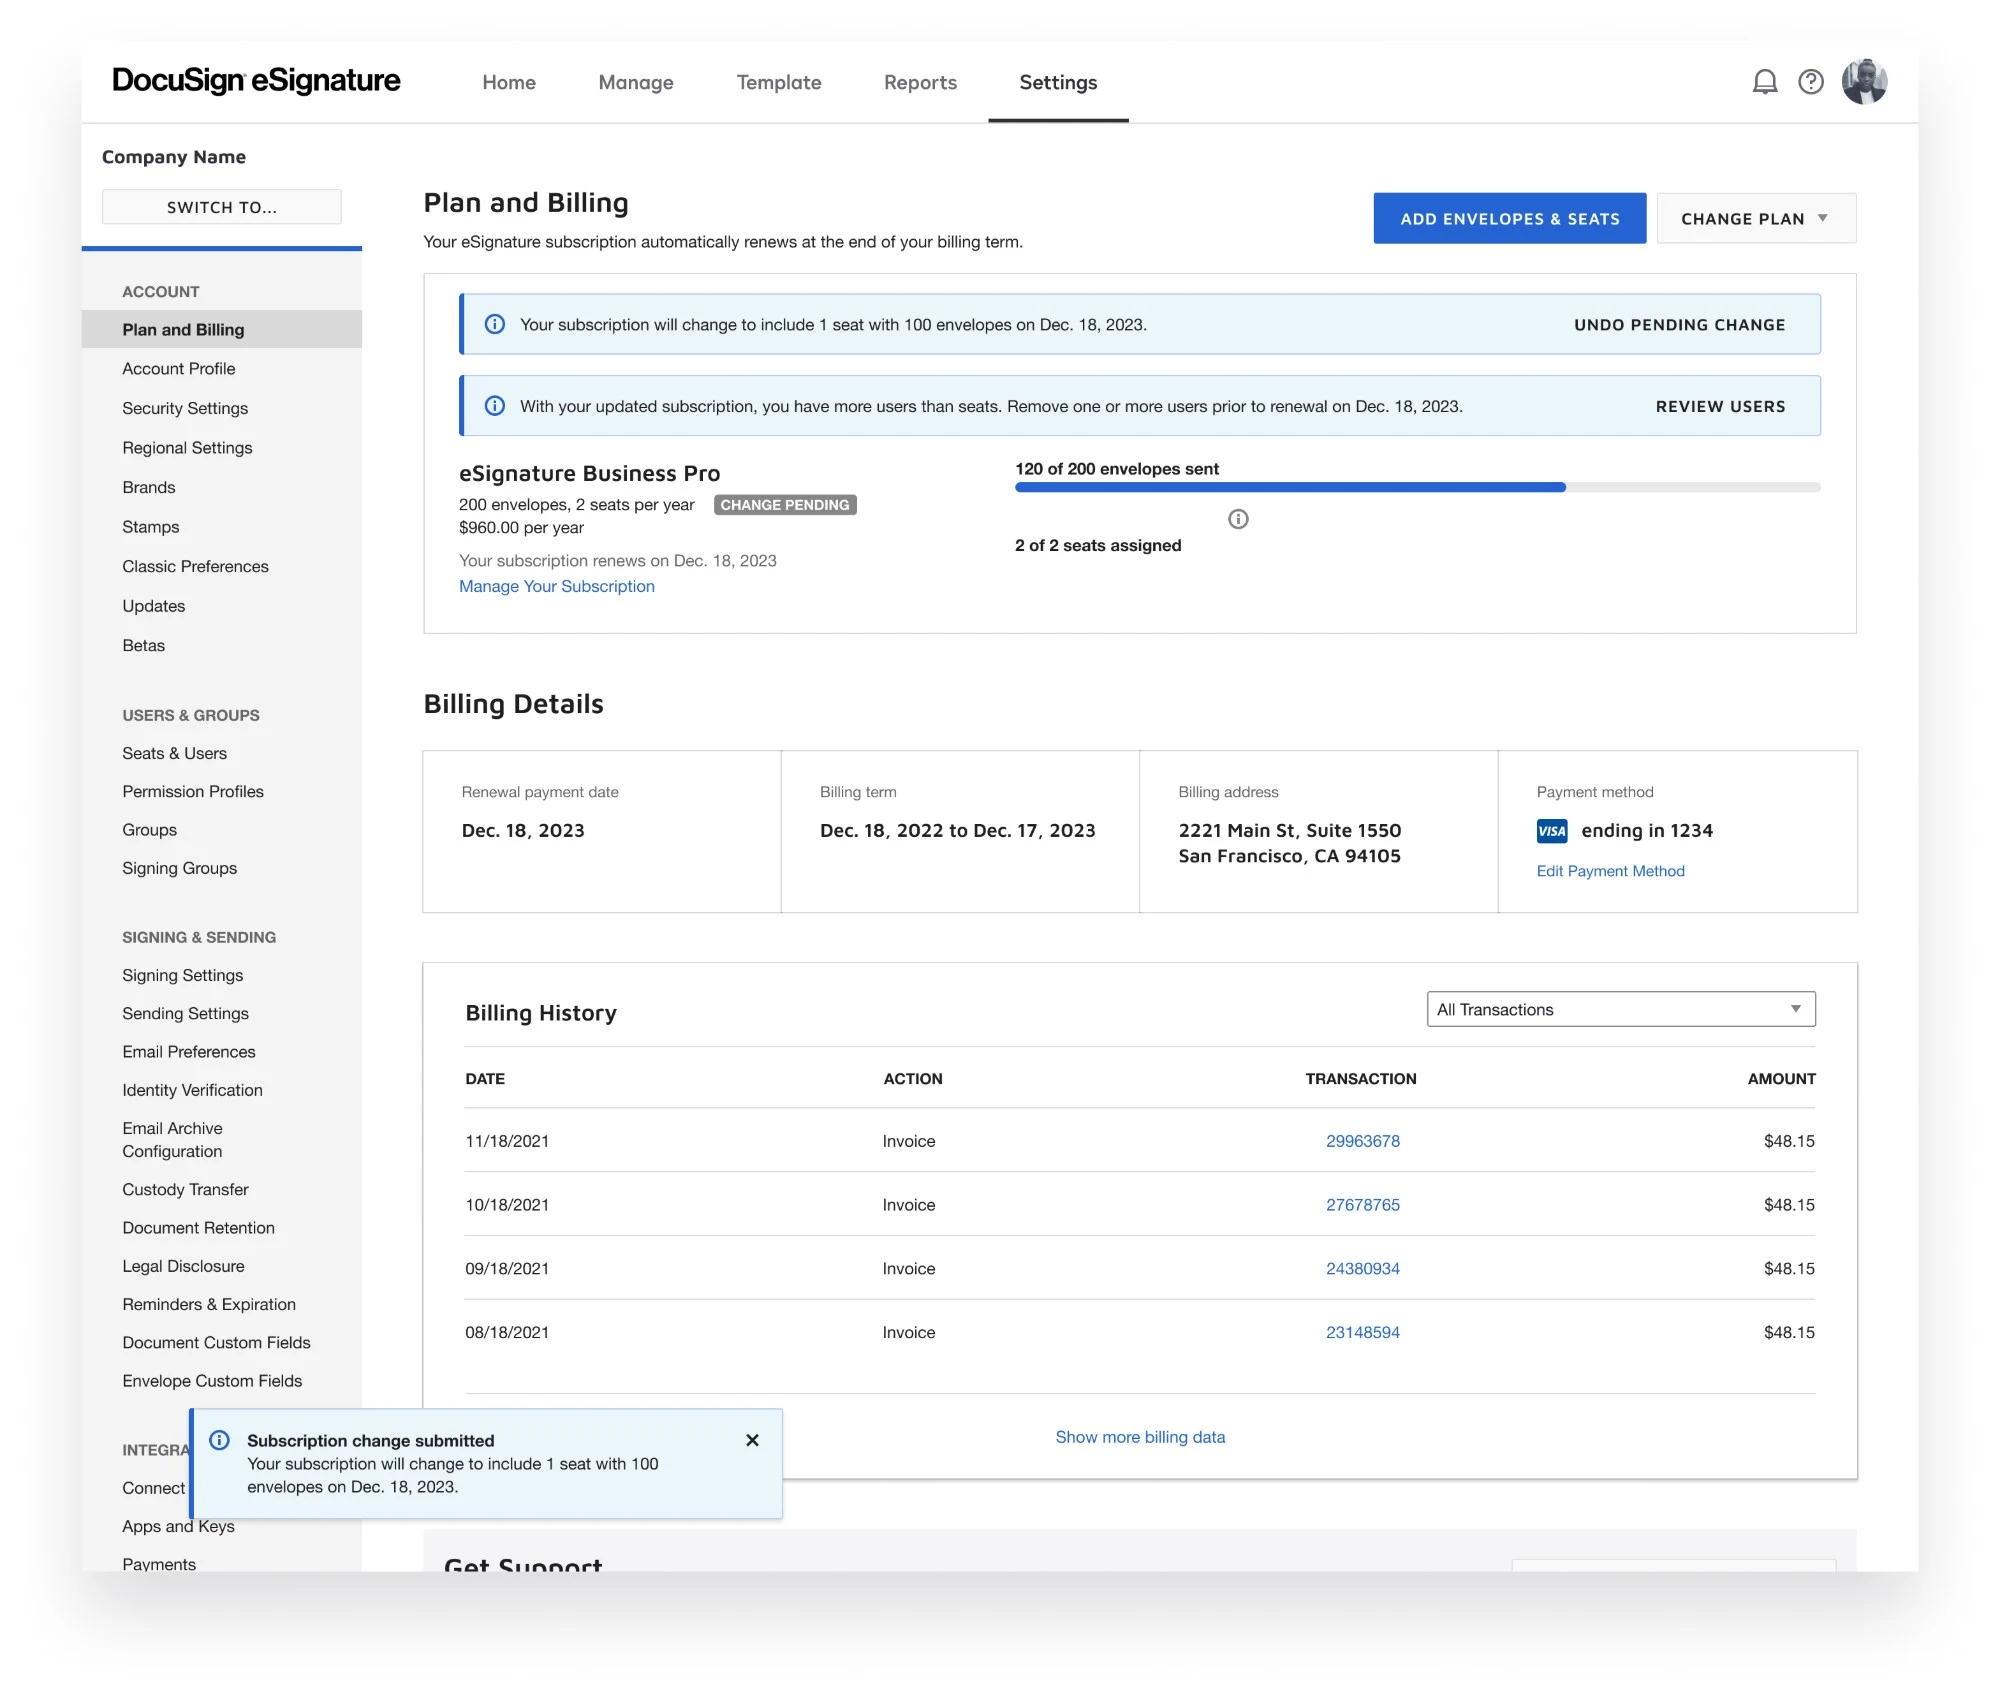 DocuSign eSignature
Home
Manage
Template
Reports
Settings
Company Name
SWITCH TO...
ACCOUNT
Plan and Billing
Account Profile
Security Settings
Regional Settings
Brands
Stamps
Classic Preferences
Updates
Betas
USERS & GROUPS
Seats & Users
Permission Profiles
Groups
Signing Groups
SIGNING & SENDING
Signing Settings
Sending Settings
Email Preferences
Identity Verification
Email Archive
Configuration
Custody Transfer
Document Retention
Legal Disclosure
Reminders & Expiration
Document Custom Fields
Envelope Custom Fields
INTEGRA
Connect
Apps and Keys
Payments
Plan and Billing
Your eSignature subscription automatically renews at the end of your billing term.
ADD ENVELOPES & SEATS
CHANGE PLAN
Your subscription will change to include 1 seat with 100 envelopes on Dec. 18, 2023.
UNDO PENDING CHANGE
With your updated subscription, you have more users than seats. Remove one or more users prior to renewal on Dec. 18, 2023.
REVIEW USERS
eSignature Business Pro
200 envelopes, 2 seats per year
CHANGE PENDING
$960.00 per year
Your subscription renews on Dec. 18, 2023
Manage Your Subscription
120 of 200 envelopes sent
2 of 2 seats assigned
Billing Details
Renewal payment date
Dec. 18, 2023
Billing term
Dec. 18, 2022 to Dec. 17, 2023
Billing address
2221 Main St, Suite 1550
San Francisco, CA 94105
Payment method
VISA ending in 1234
Edit Payment Method
Billing History
All Transactions
DATE ACTION TRANSACTION AMOUNT
11/18/2021 Invoice 29963678 $48.15
10/18/2021 Invoice 27678765 $48.15
09/18/2021 Invoice 24380934 $48.15
08/18/2021 Invoice 23148594 $48.15
Show more billing data
Subscription change submitted
Your subscription will change to include 1 seat with 100
envelopes on Dec. 18, 2023.
Get Support